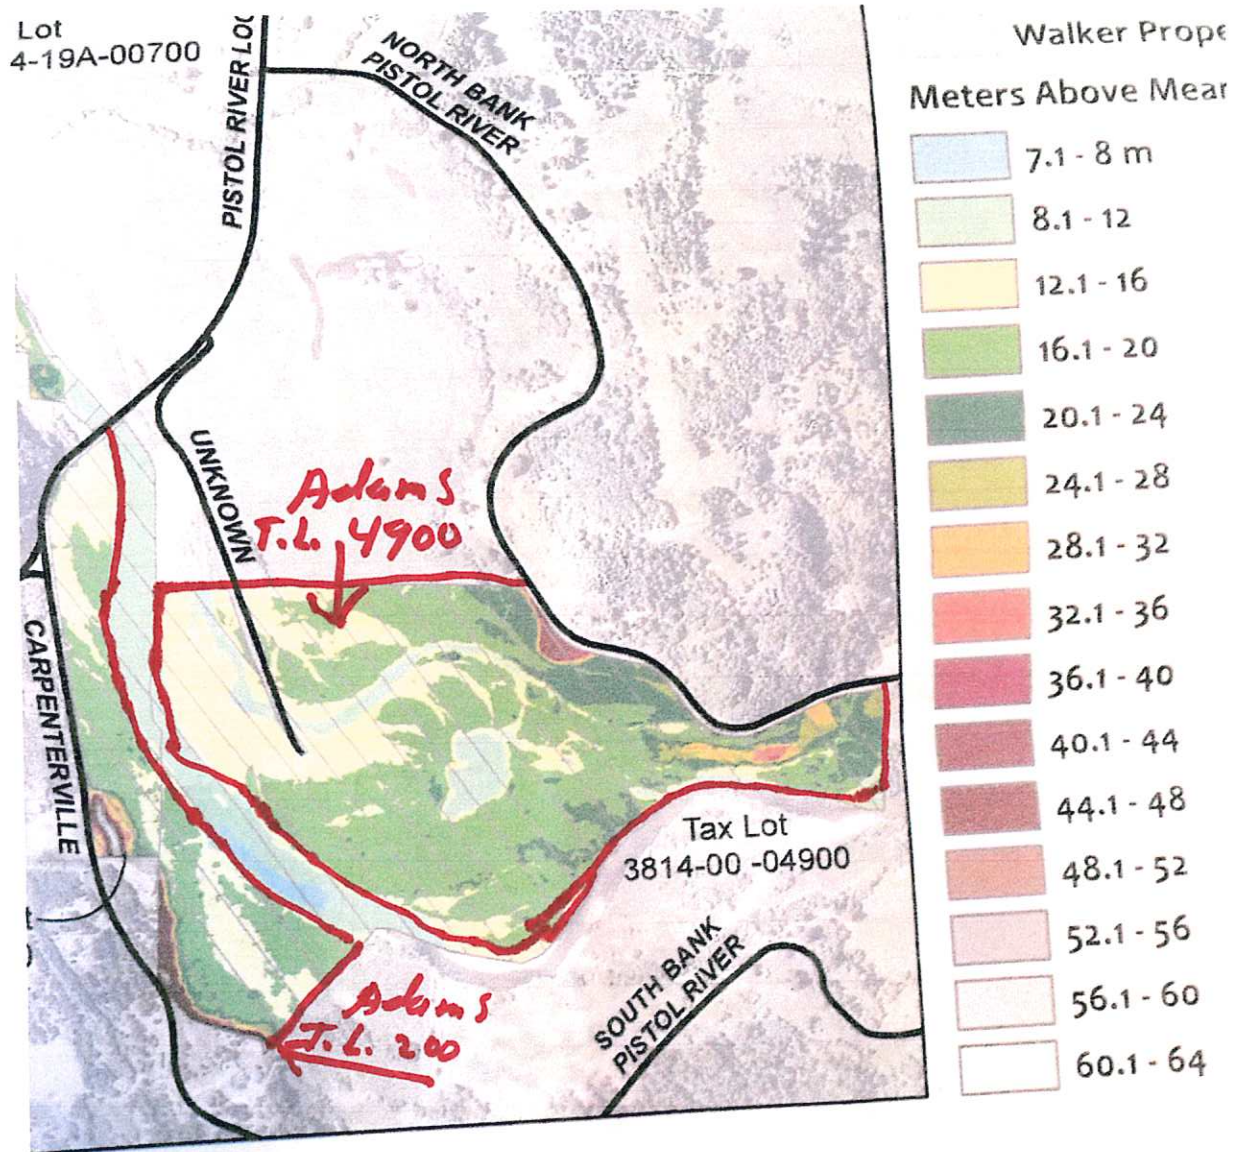 Lot
4-19A-00700
PISTOL RIVER LOO
NORTH BANK
PISTOL RIVER
UNKNOWN
Adams
T.L. 4900
CARPENTERVILLE
Tax Lot
3814-00 -04900
SOUTH BANK
PISTOL RIVER
Adams
T.L. 200
Walker Prope
Meters Above Mear
7.1 - 8 m
8.1 - 12
12.1 - 16
16.1 - 20
20.1 - 24
24.1 - 28
28.1 - 32
32.1 - 36
36.1 - 40
40.1 - 44
44.1 - 48
48.1 - 52
52.1 - 56
56.1 - 60
60.1 - 64